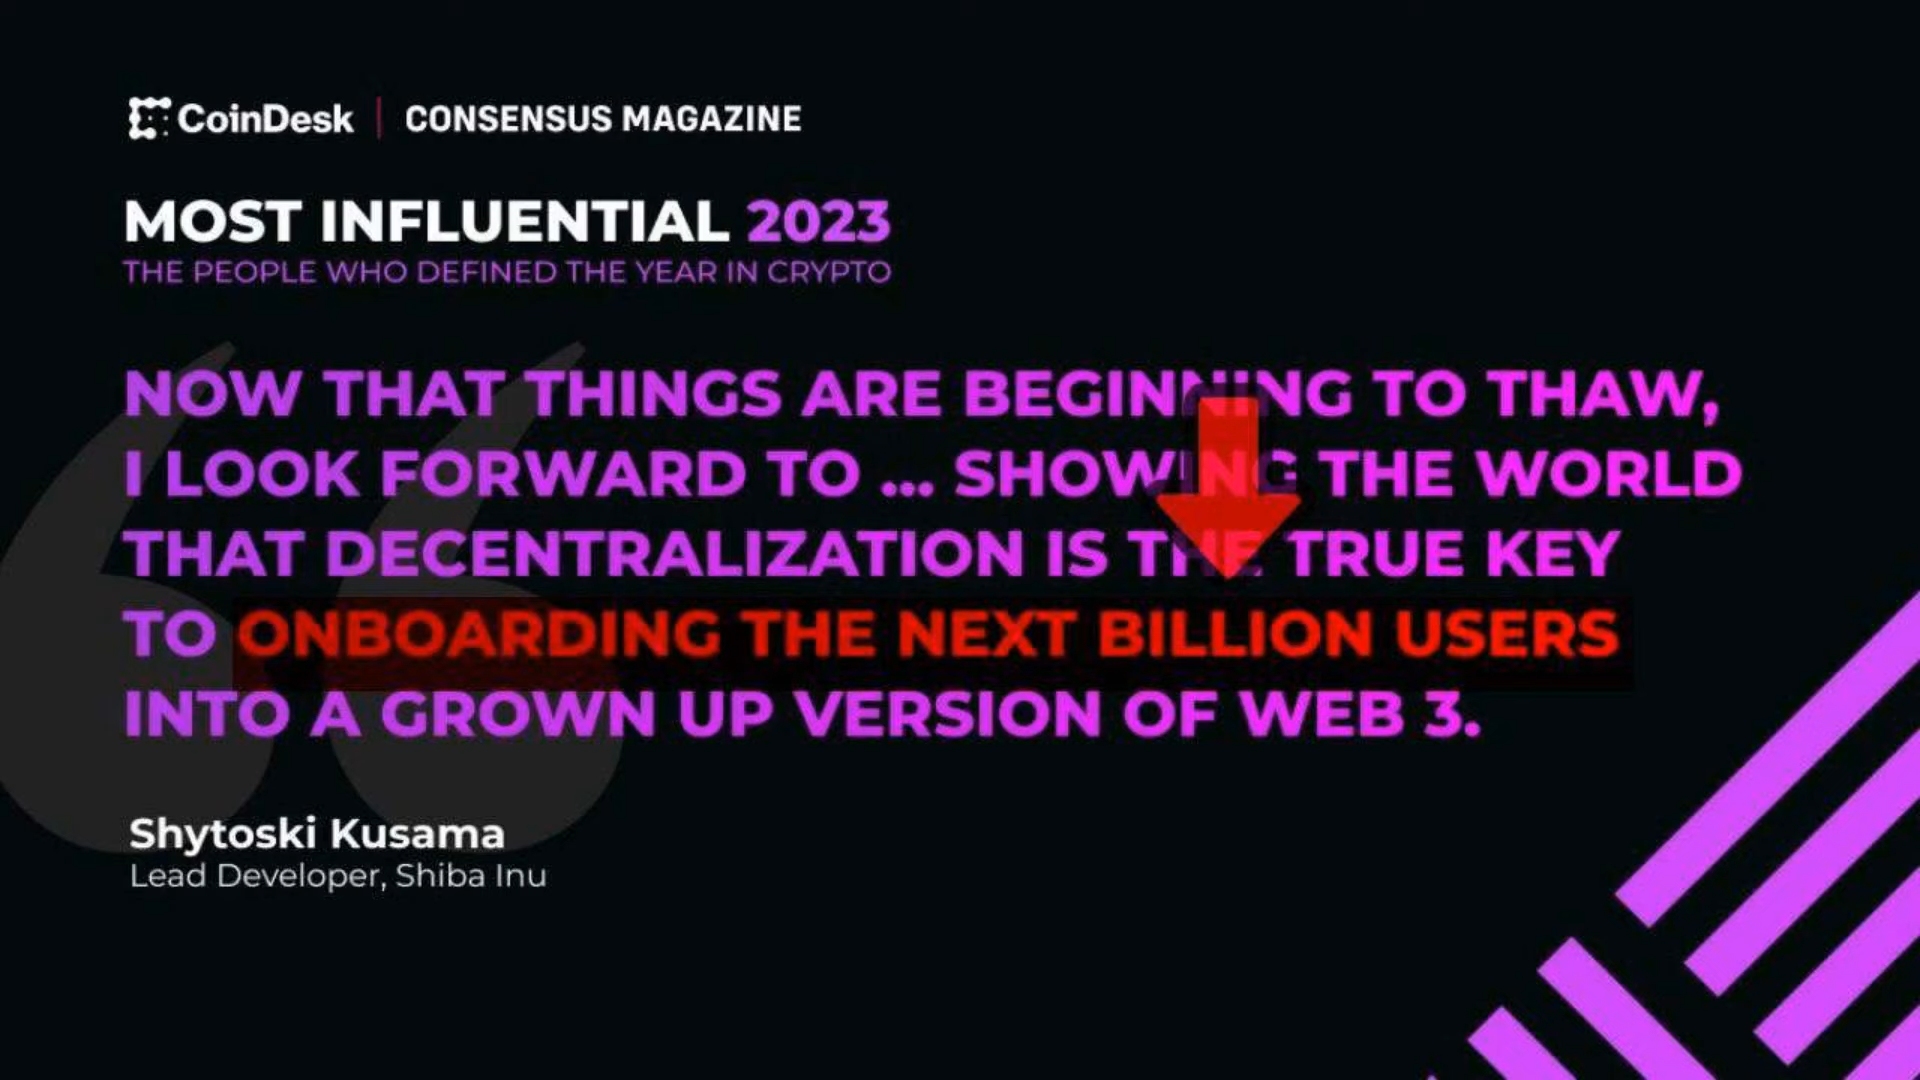 CoinDesk | CONSENSUS MAGAZINE
MOST INFLUENTIAL 2023
THE PEOPLE WHO DEFINED THE YEAR IN CRYPTO
NOW THAT THINGS ARE BEGINNING TO THAW,
I LOOK FORWARD TO ... SHOWING THE WORLD
THAT DECENTRALIZATION IS THE TRUE KEY
TO ONBOARDING THE NEXT BILLION USERS
INTO A GROWN UP VERSION OF WEB 3.
Shytoski Kusama
Lead Developer, Shiba Inu